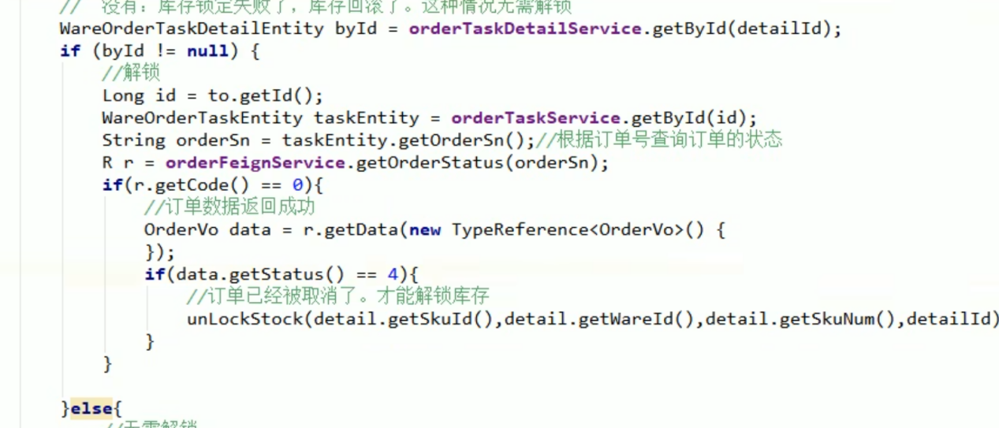 // 没有：库存锁定失败了，库存回滚了。这种情况无需解锁
WareOrderTaskDetailEntity byId = orderTaskDetailService.getById(detailId);
if (byId != null) {
//解锁
Long id = to.getId();
WareOrderTaskEntity taskEntity = orderTaskService.getById(id);
String orderSn = taskEntity.getOrderSn();//根据订单号查询订单的状态
R r = orderFeignService.getOrderStatus(orderSn);
if(r.getCode() == 0){
//订单数据返回成功
OrderVo data = r.getData(new TypeReference<OrderVo>() {
});
if(data.getStatus() == 4){
//订单已经被取消了。才能解锁库存
unLockStock(detail.getSkuId(),detail.getWareId(),detail.getSkuNum(),detailId)
}
}
}else{
//无需解锁